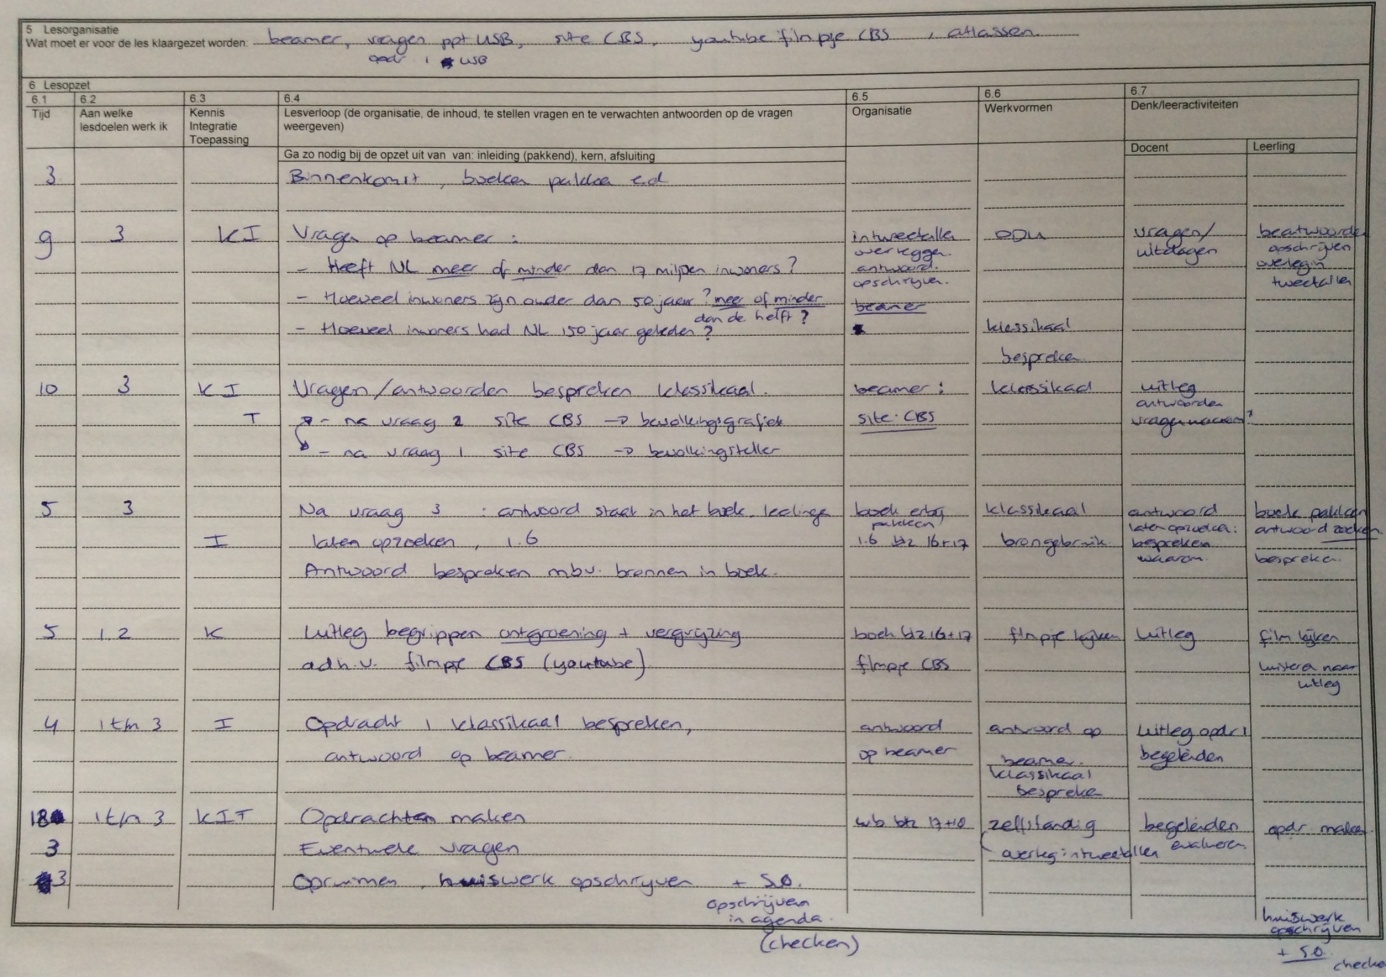 5 Lesorganisatie
Wat moet er voor de les klaargezet worden: beamer, vragen ppt USB, site CBS, youtube filmpje CBS , atlassen.
opdr 1 USB
6 Lesopzet
6.1 6.2 6.3 6.4 6.5 6.6 6.7
Tijd Aan welke Kennis Lesverloop (de organisatie, de inhoud, te stellen vragen en te verwachten antwoorden op de vragen Organisatie Werkvormen Denk/leeractiviteiten
lesdoelen werk ik Integratie weergeven)
Toepassing
Ga zo nodig bij de opzet uit van van: inleiding (pakkend), kern, afsluiting Docent Leerling
3 Binnenkomst, boeken pakken e.d
9 3 K I Vragen op beamer : in tweetallen vragen/ beantwoorden
overleggen uitdagen opschrijven
- Heeft NL meer of minder dan 17 miljoen inwoners? antwoord. overleg in
opschrijven. tweetallen
- Hoeveel inwoners zijn ouder dan 50 jaar? meer of minder beamer
dan de helft ?
- Hoeveel inwoners had NL 150 jaar geleden ? klassikaal
bespreken
10 3 K I Vragen/antwoorden bespreken klassikaal. beamer : klassikaal uitleg
antwoorden
T - na vraag 2 site CBS → bevolkingsgrafiek site CBS
- na vraag 1 site CBS → bevolkingsteller
5 3 Na vraag 3 : antwoord staat in het boek, leerlingen boek erbij klassikaal antwoord boek pakken
pakken laten opzoeken: antwoord zoeken
I laten opzoeken, 1.6 1.6 blz 16+17 brongebruik bespreken
waarom. bespreken.
Antwoord bespreken mbv. bronnen in boek.
5 1,2 K Uitleg begrippen ontgroening + vergrijzing boek blz 16+17 filmpje kijken Uitleg film kijken
adh.v. filmpje CBS (youtube) filmpje CBS luisteren naar
uitleg
4 1 t/m 3 I Opdracht 1 klassikaal bespreken, antwoord antwoord op Uitleg opdr 1
antwoord op beamer. op beamer beamer. begeleiden
klassikaal
bespreken
18 1 t/m 3 K I T Opdrachten maken wb blz 17+18 zelfstandig begeleiden opdr. maken
3 Eventuele vragen overleg in tweetallen evalueren
3 Opruimen, huiswerk opschrijven + S.O.
opschrijven
in agenda.
(checken)
huiswerk
opschrijven
+ S.O.
checken